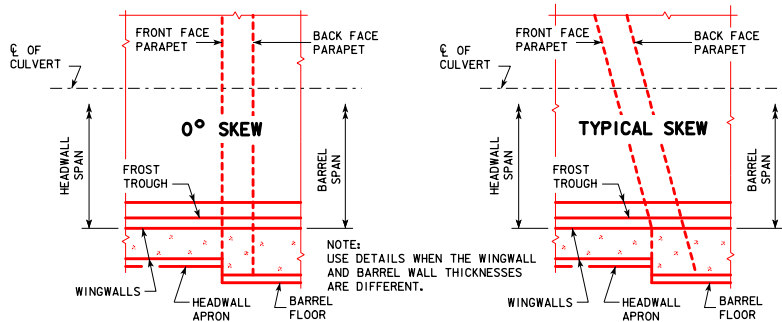 FRONT FACE
PARAPET
BACK FACE
PARAPET
℄ OF
CULVERT
0° SKEW
HEADWALL
SPAN
BARREL
SPAN
FROST
TROUGH
WINGWALLS
HEADWALL
APRON
BARREL
FLOOR
NOTE:
USE DETAILS WHEN THE WINGWALL
AND BARREL WALL THICKNESSES
ARE DIFFERENT.
FRONT FACE
PARAPET
BACK FACE
PARAPET
℄ OF
CULVERT
TYPICAL SKEW
HEADWALL
SPAN
BARREL
SPAN
FROST
TROUGH
WINGWALLS
HEADWALL
APRON
BARREL
FLOOR